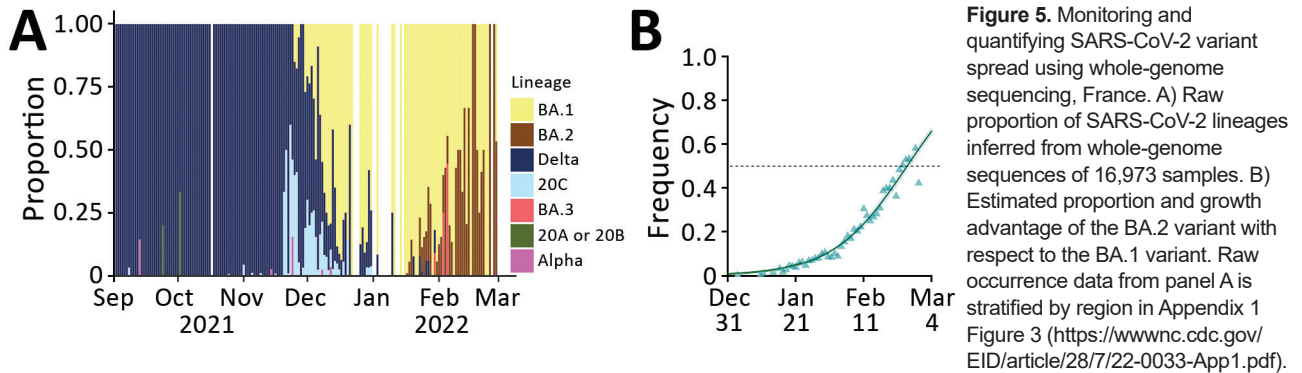 A
Proportion
1.00
0.75
0.50
0.25
0
Sep Oct Nov Dec Jan Feb Mar
2021 2022
Lineage
BA.1
BA.2
Delta
20C
BA.3
20A or 20B
Alpha
B
Frequency
1.0
0.8
0.6
0.4
0.2
0
Dec Jan Feb Mar
31 21 11 4
Figure 5. Monitoring and
quantifying SARS-CoV-2 variant
spread using whole-genome
sequencing, France. A) Raw
proportion of SARS-CoV-2 lineages
inferred from whole-genome
sequences of 16,973 samples. B)
Estimated proportion and growth
advantage of the BA.2 variant with
respect to the BA.1 variant. Raw
occurrence data from panel A is
stratified by region in Appendix 1
Figure 3 (https://wwwnc.cdc.gov/
EID/article/28/7/22-0033-App1.pdf).